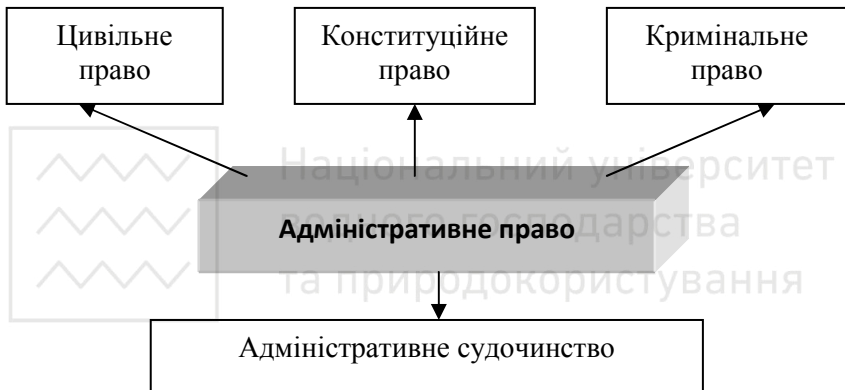 Цивільне
право
Конституційне
право
Кримінальне
право
Національний університет
водного господарства
та природокористування
Адміністративне право
Адміністративне судочинство